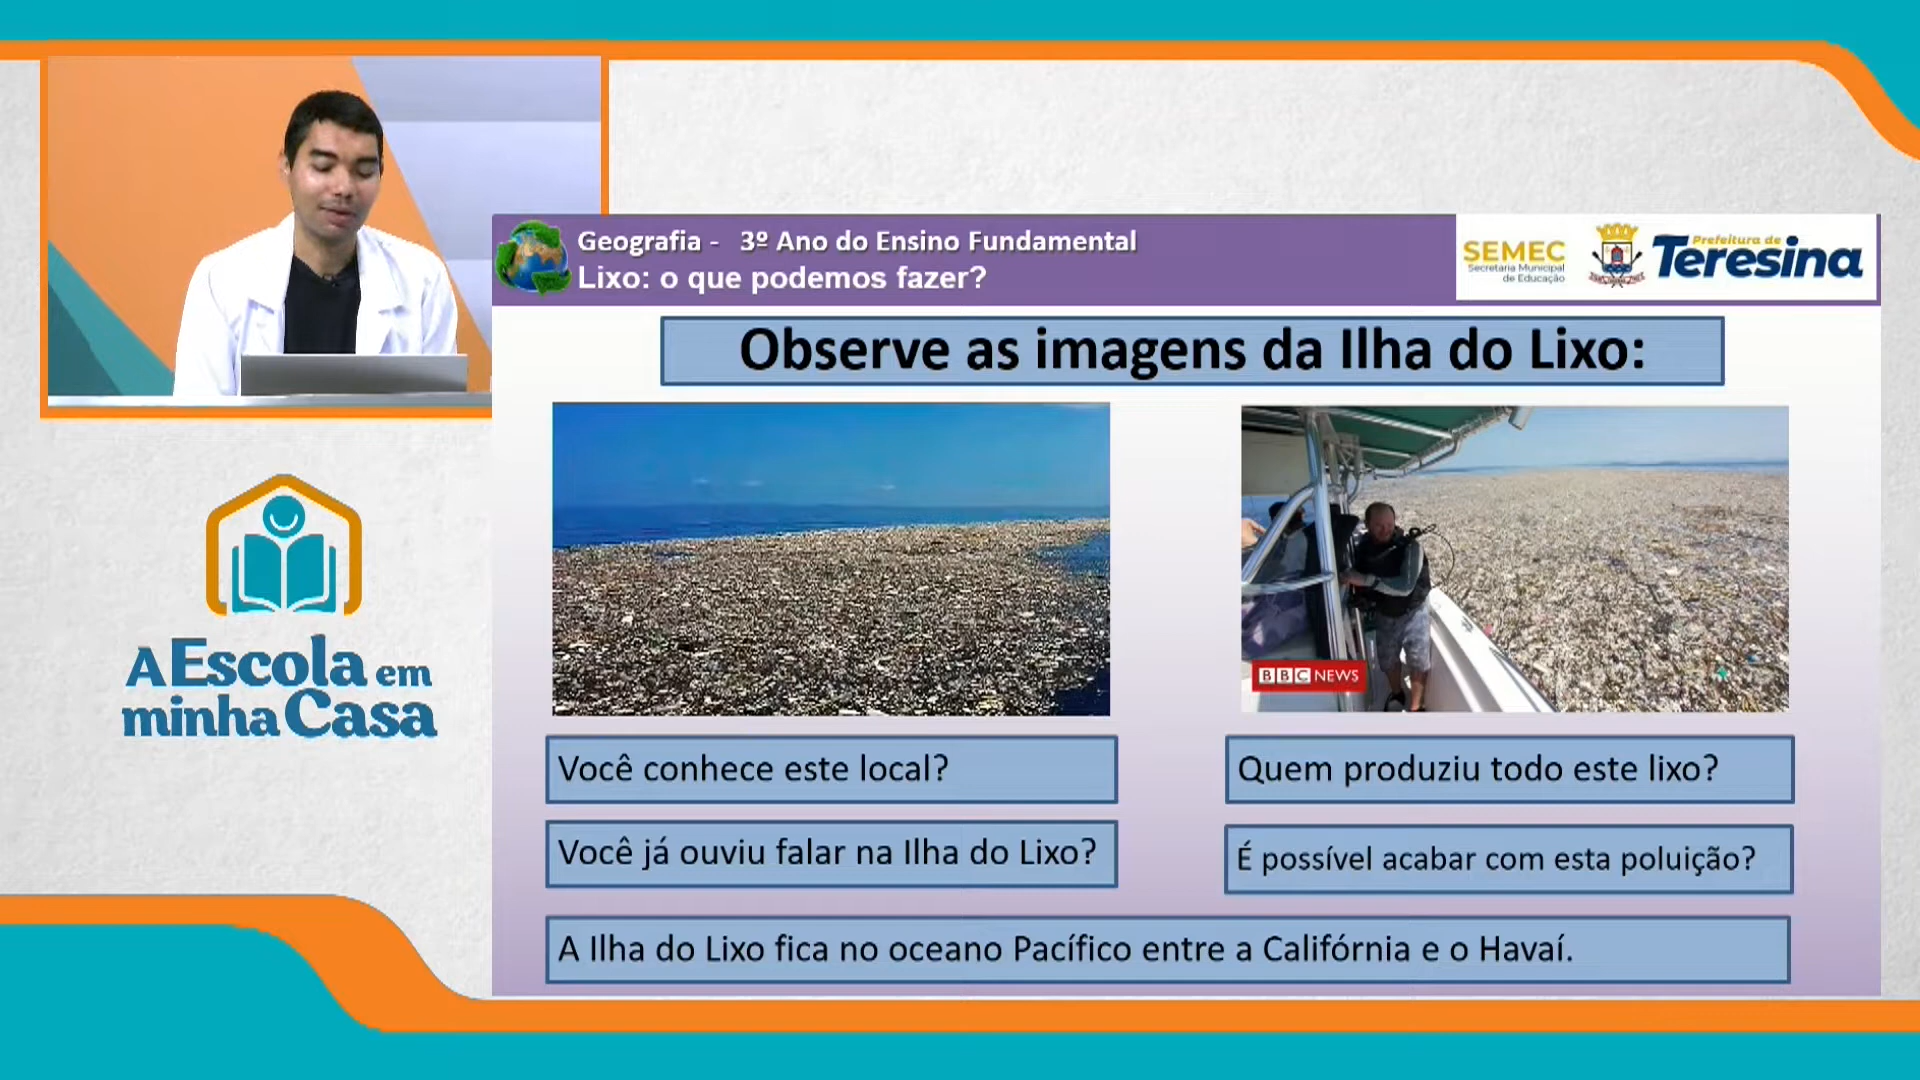 Geografia - 3º Ano do Ensino Fundamental
Lixo: o que podemos fazer?
SEMEC
Secretaria Municipal
de Educação
Prefeitura de
Teresina
Observe as imagens da Ilha do Lixo:
BBC NEWS
Você conhece este local?
Quem produziu todo este lixo?
Você já ouviu falar na Ilha do Lixo?
É possível acabar com esta poluição?
A Ilha do Lixo fica no oceano Pacífico entre a Califórnia e o Havaí.
A Escola em
minha Casa